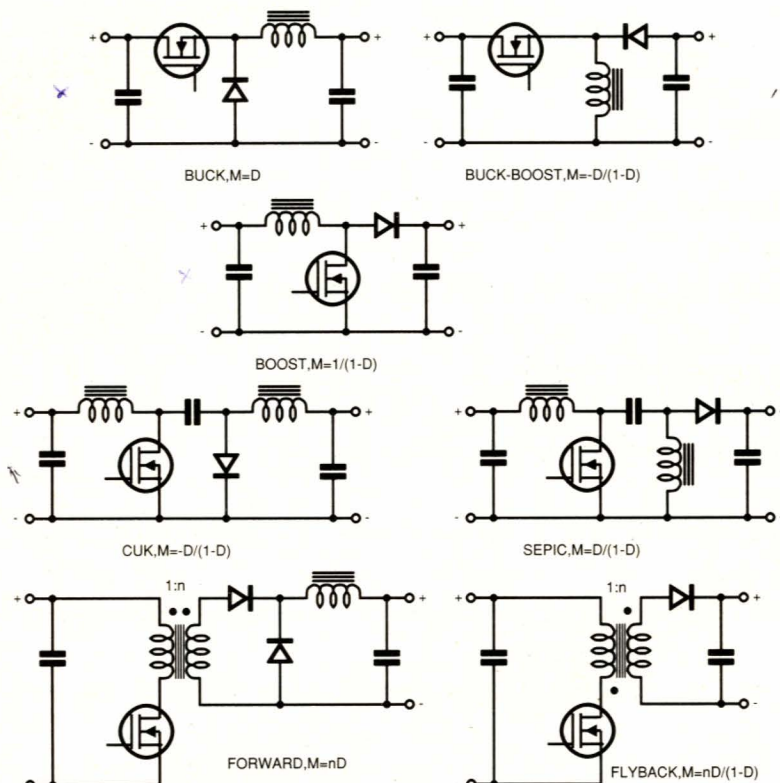 BUCK,M=D
BUCK-BOOST,M=-D/(1-D)
BOOST,M=1/(1-D)
CUK,M=-D/(1-D)
SEPIC,M=D/(1-D)
1:n
1:n
FORWARD,M=nD
FLYBACK,M=nD/(1-D)